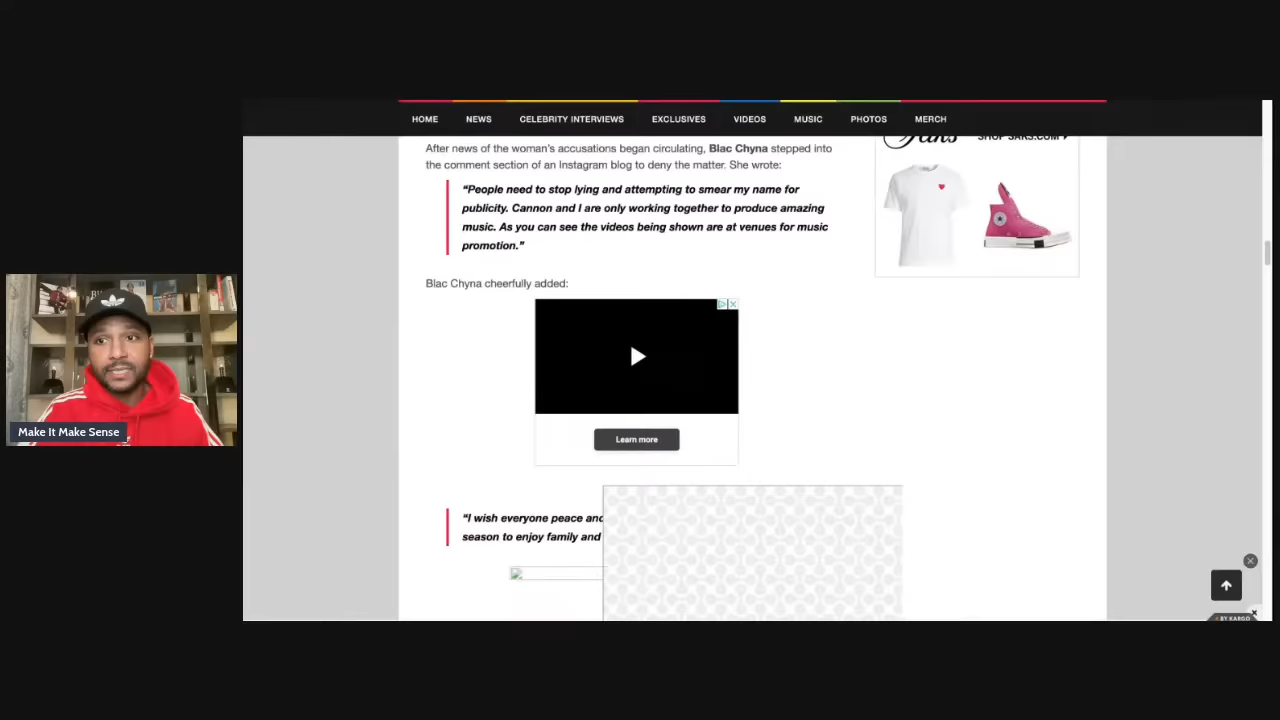 HOME NEWS CELEBRITY INTERVIEWS EXCLUSIVES VIDEOS MUSIC PHOTOS MERCH
After news of the woman's accusations began circulating, Blac Chyna stepped into
the comment section of an Instagram blog to deny the matter. She wrote:
"People need to stop lying and attempting to smear my name for
publicity. Cannon and I are only working together to produce amazing
music. As you can see the videos being shown are at venues for music
promotion."
Blac Chyna cheerfully added:
Learn more
"I wish everyone peace and
season to enjoy family and
SHOP SAKS.COM
Make It Make Sense
BY KARGO